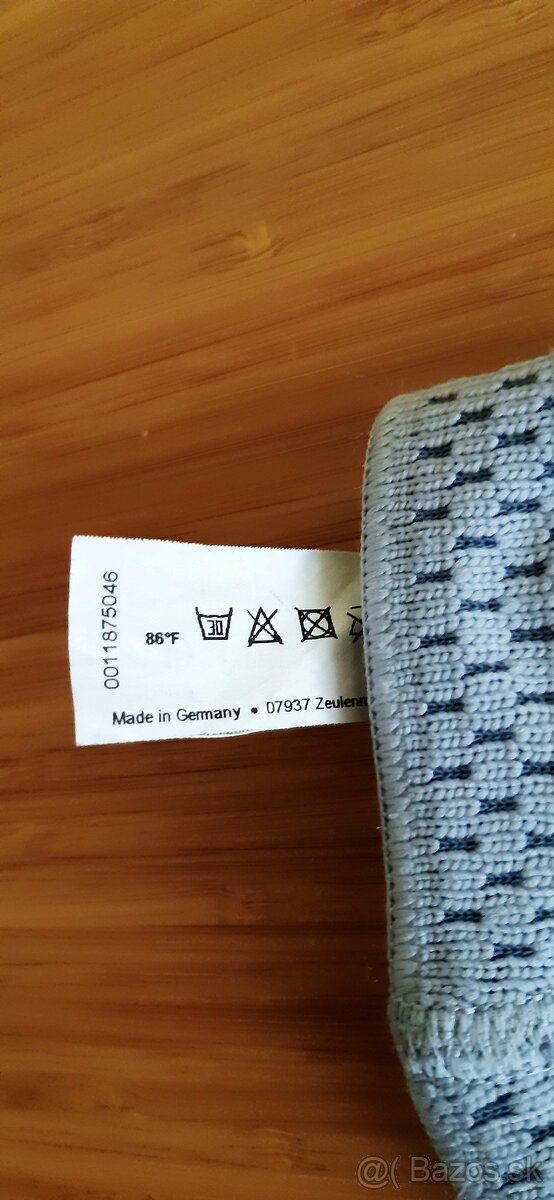 0011875046
86°F
30
Made in Germany • 07937
@( Bazos.sk